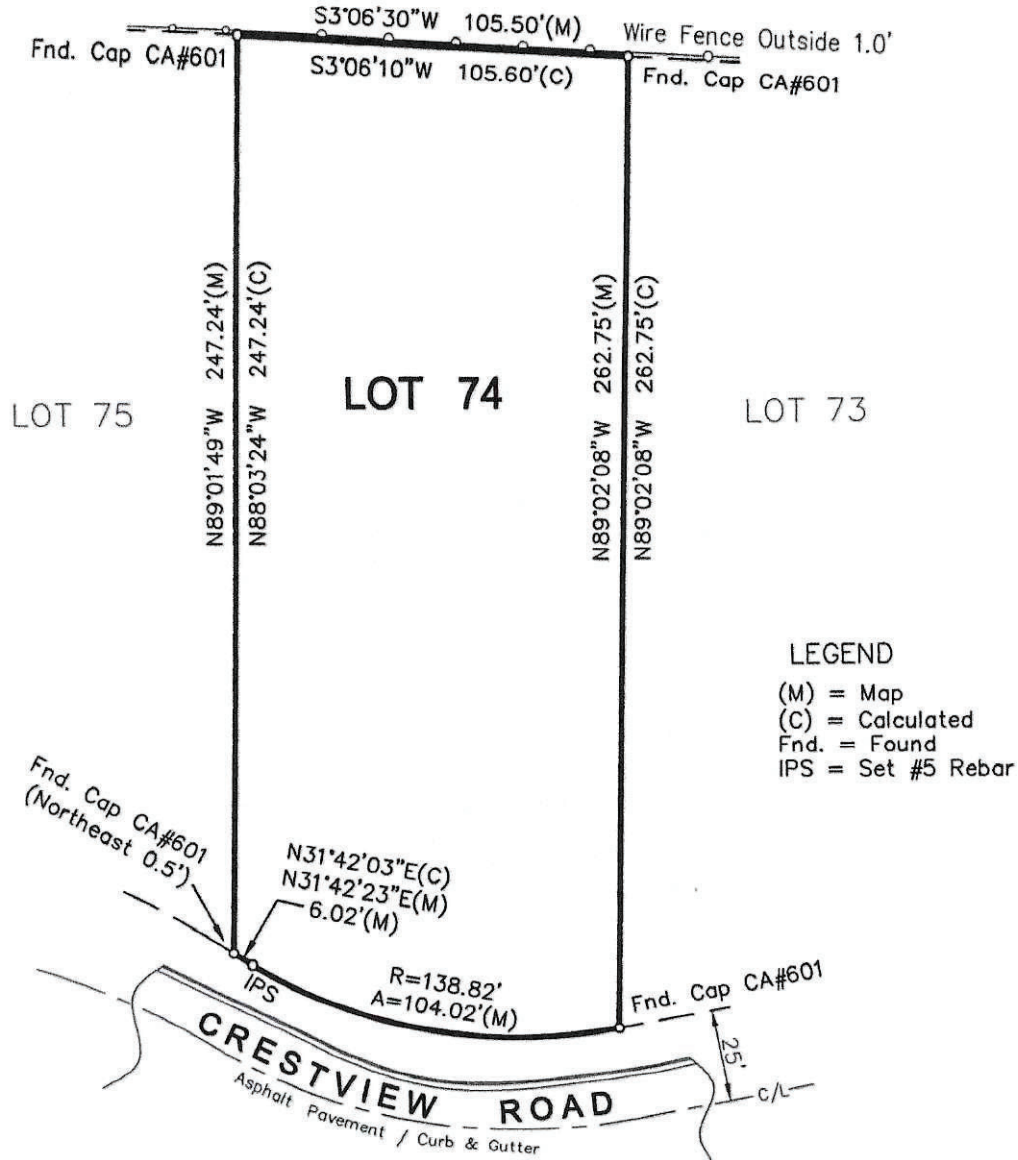 S3°06'30"W 105.50'(M)
Wire Fence Outside 1.0'
Fnd. Cap CA#601
S3°06'10"W 105.60'(C)
Fnd. Cap CA#601
N89°01'49"W 247.24'(M)
N88°03'24"W 247.24'(C)
N89°02'08"W 262.75'(M)
N89°02'08"W 262.75'(C)
LOT 75
LOT 74
LOT 73
LEGEND
(M) = Map
(C) = Calculated
Fnd. = Found
IPS = Set #5 Rebar
Fnd. Cap CA#601
(Northeast 0.5')
N31°42'03"E(C)
N31°42'23"E(M)
6.02'(M)
IPS
R=138.82'
A=104.02'(M)
Fnd. Cap CA#601
25'
C/L
CRESTVIEW ROAD
Asphalt Pavement / Curb & Gutter